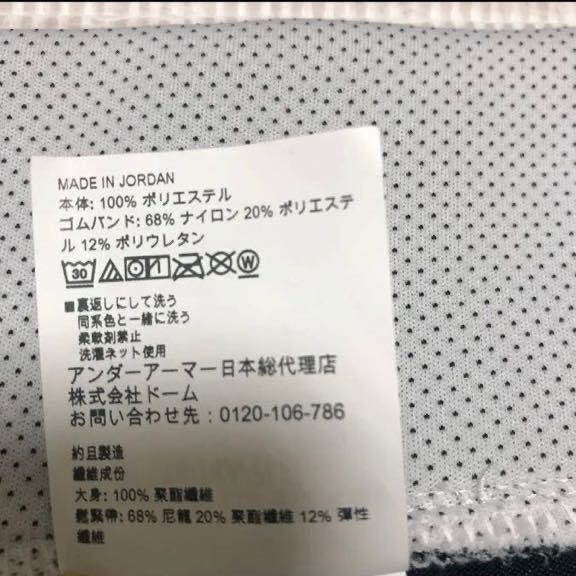 MADE IN JORDAN
本体: 100% ポリエステル
ゴムバンド: 68% ナイロン 20% ポリエステ
ル 12% ポリウレタン
30 W
■裏返しにして洗う
同系色と一緒に洗う
柔軟剤禁止
洗濯ネット使用
アンダーアーマー日本総代理店
株式会社ドーム
お問い合わせ先：0120-106-786
約旦製造
纖維成份
大身: 100% 聚酯纖維
鬆緊帶: 68% 尼龍 20% 聚酯纖維 12% 彈性
纖維